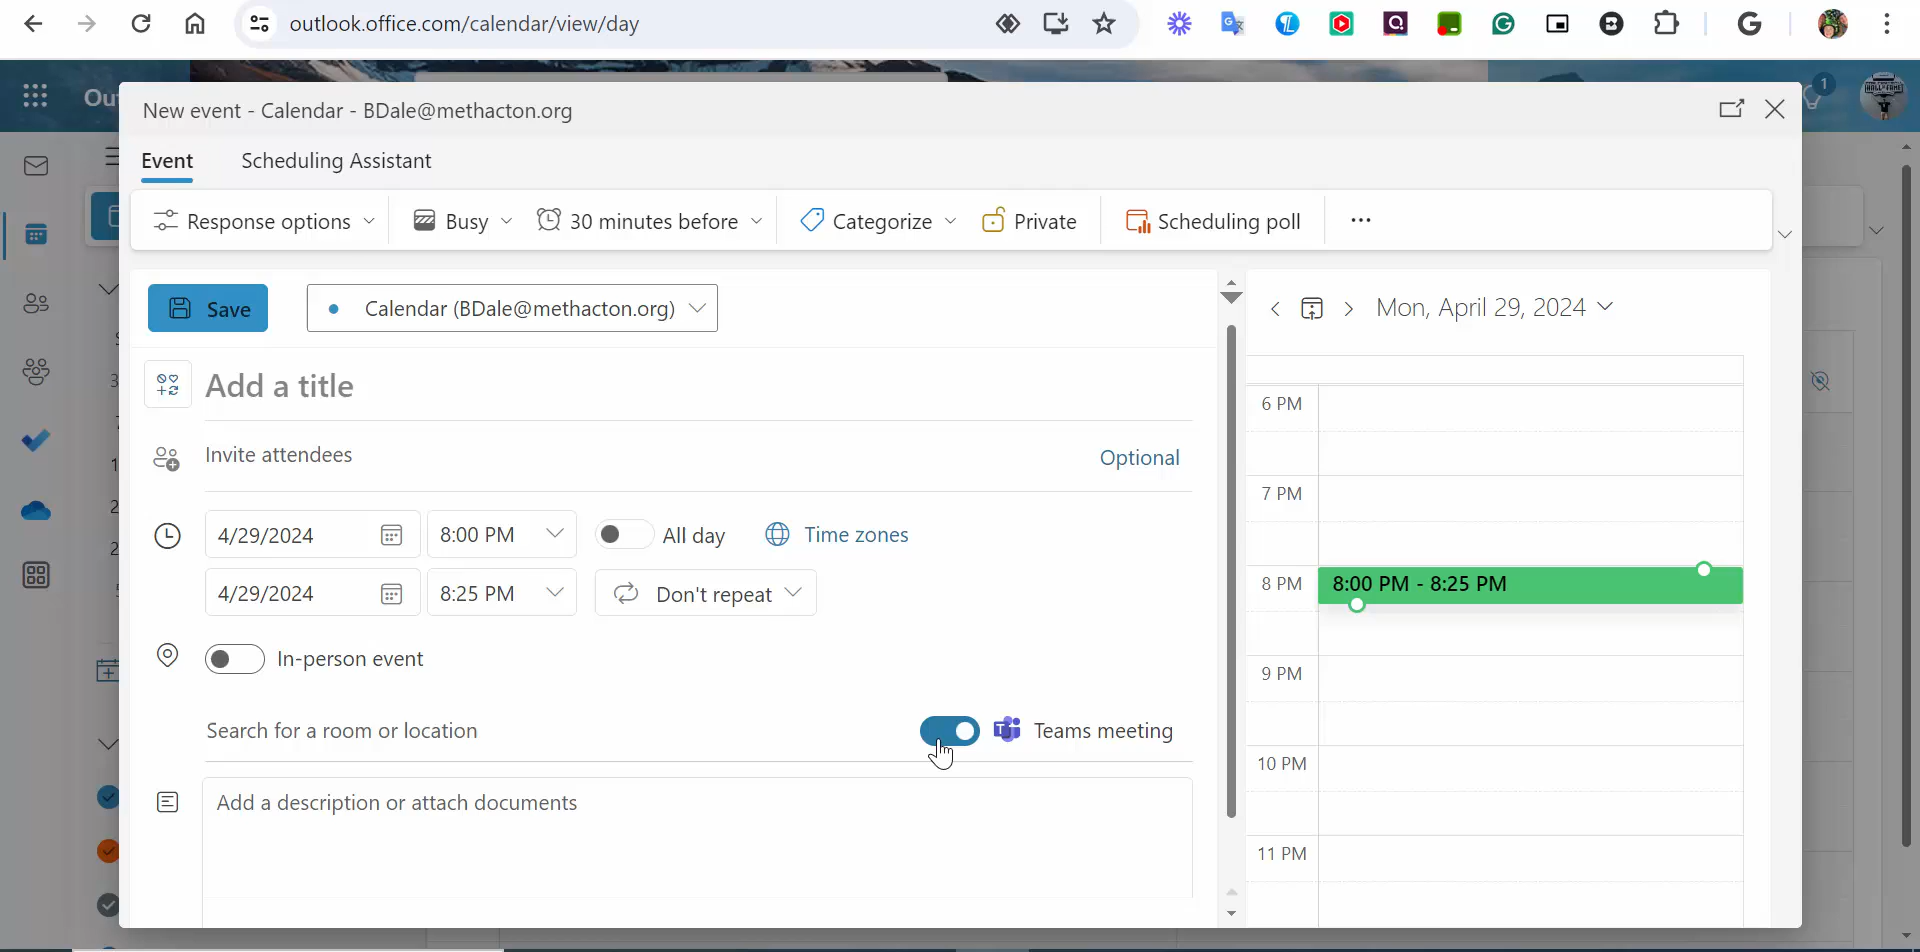 outlook.office.com/calendar/view/day
Ou
1
New event - Calendar - BDale@methacton.org
Event
Scheduling Assistant
Response options
Busy
30 minutes before
Categorize
Private
Scheduling poll
Save
Calendar (BDale@methacton.org)
Mon, April 29, 2024
Add a title
Invite attendees
Optional
4/29/2024
8:00 PM
All day
Time zones
4/29/2024
8:25 PM
Don't repeat
In-person event
Search for a room or location
Teams meeting
Add a description or attach documents
6 PM
7 PM
8 PM
8:00 PM - 8:25 PM
9 PM
10 PM
11 PM